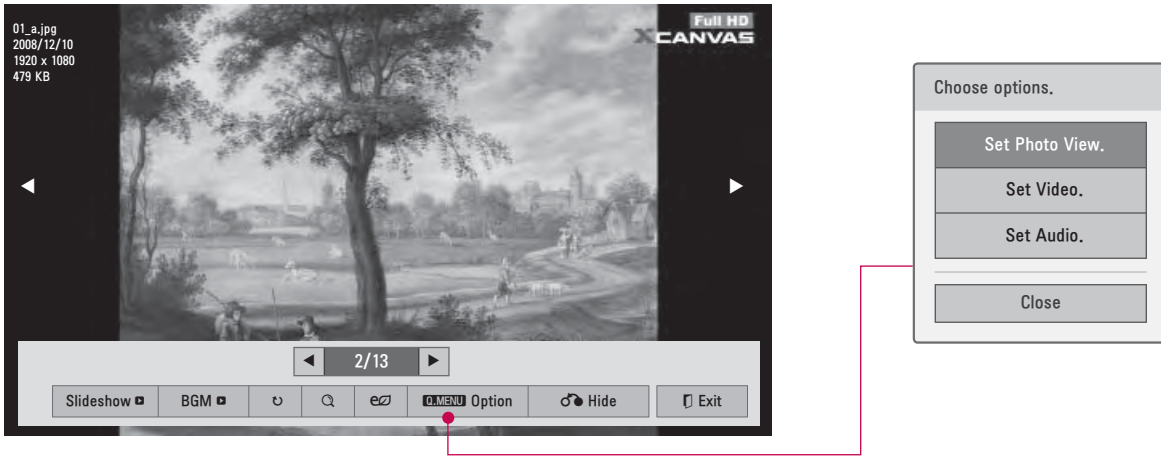 01_a.jpg
2008/12/10
1920 x 1080
479 KB
Full HD
XCANVAS
2/13
Slideshow
BGM
Q.MENU Option
Hide
Exit
Choose options.
Set Photo View.
Set Video.
Set Audio.
Close